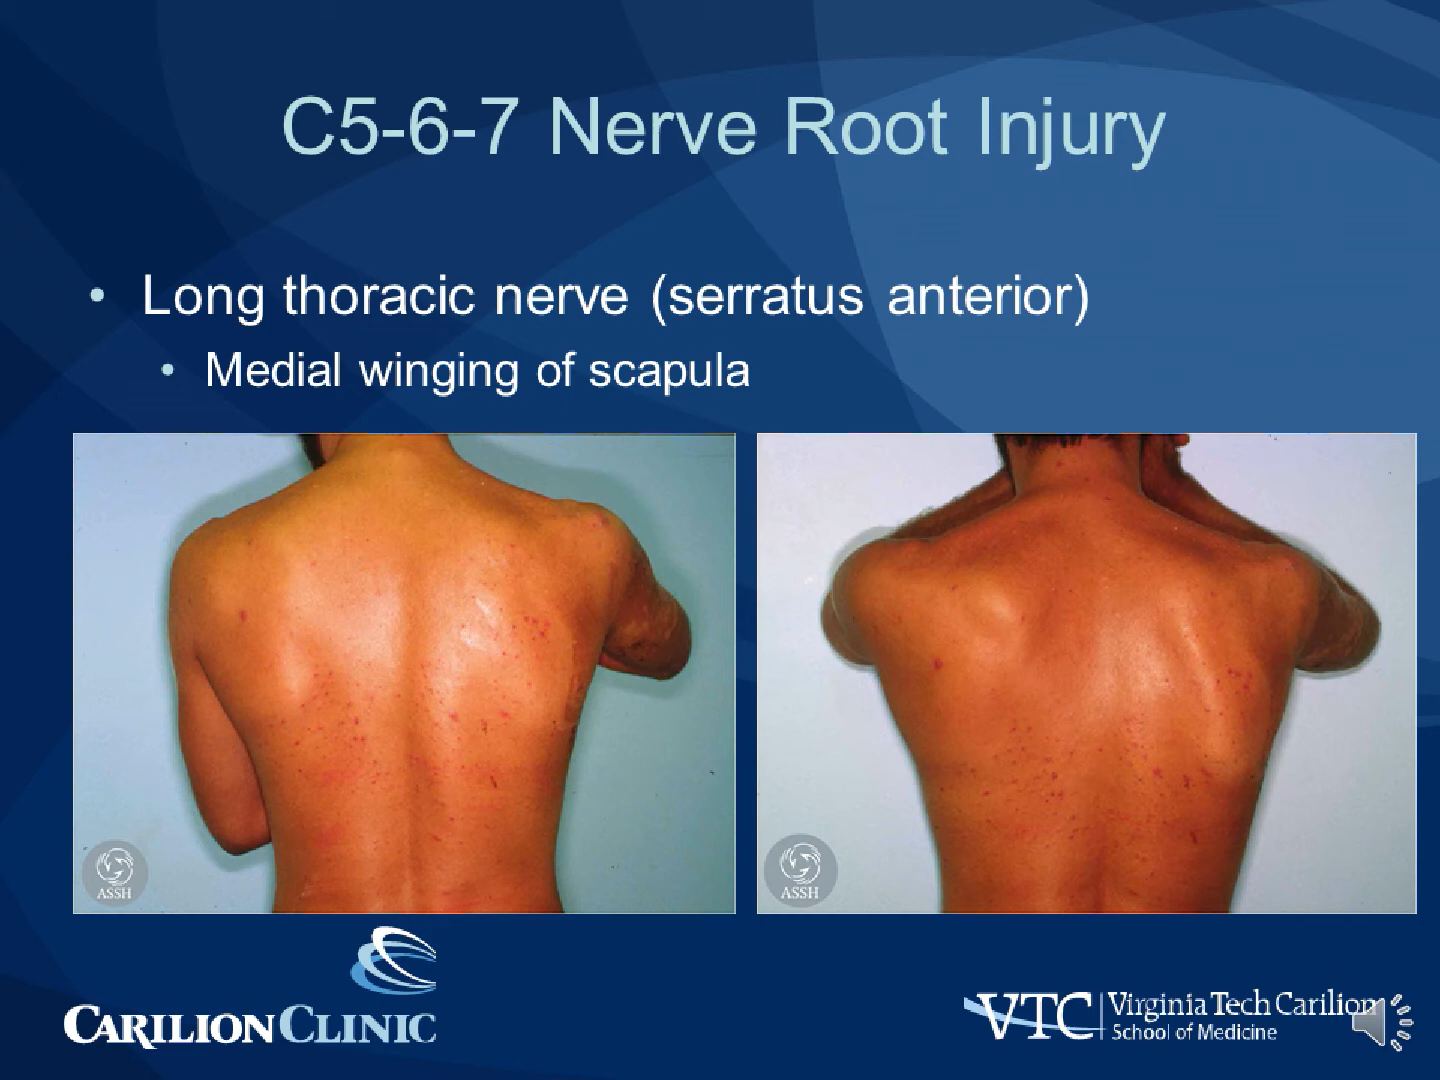 C5-6-7 Nerve Root Injury
• Long thoracic nerve (serratus anterior)
• Medial winging of scapula
ASSH
ASSH
CARILION CLINIC
VTC Virginia Tech Carilion
School of Medicine